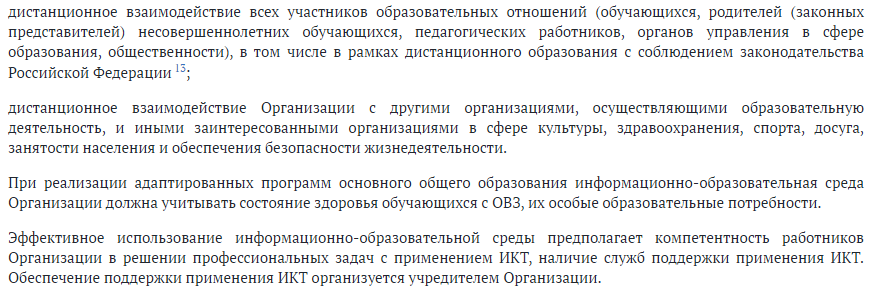 дистанционное взаимодействие всех участников образовательных отношений (обучающихся, родителей (законных
представителей) несовершеннолетних обучающихся, педагогических работников, органов управления в сфере
образования, общественности), в том числе в рамках дистанционного образования с соблюдением законодательства
Российской Федерации 13;
дистанционное взаимодействие Организации с другими организациями, осуществляющими образовательную
деятельность, и иными заинтересованными организациями в сфере культуры, здравоохранения, спорта, досуга,
занятости населения и обеспечения безопасности жизнедеятельности.
При реализации адаптированных программ основного общего образования информационно-образовательная среда
Организации должна учитывать состояние здоровья обучающихся с ОВЗ, их особые образовательные потребности.
Эффективное использование информационно-образовательной среды предполагает компетентность работников
Организации в решении профессиональных задач с применением ИКТ, наличие служб поддержки применения ИКТ.
Обеспечение поддержки применения ИКТ организуется учредителем Организации.